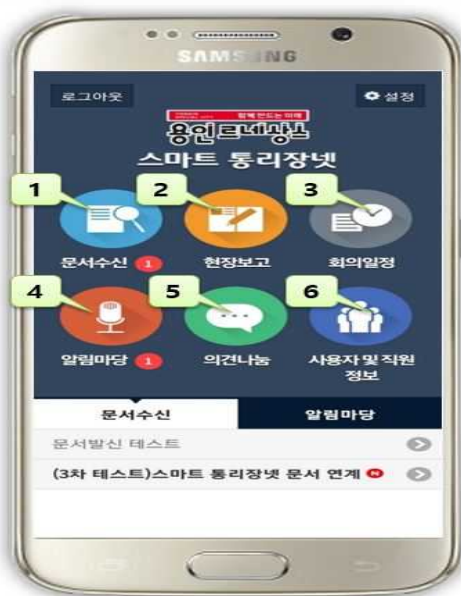 SAMSUNG
로그아웃
설정
함께 만드는 미래
용인르네상스
스마트 통리장넷
1
2
3
문서수신 1
현장보고
회의일정
4
5
6
알림마당 1
의견나눔
사용자 및 직원
정보
문서수신
알림마당
문서발신 테스트
(3차 테스트)스마트 통리장넷 문서 연계 N